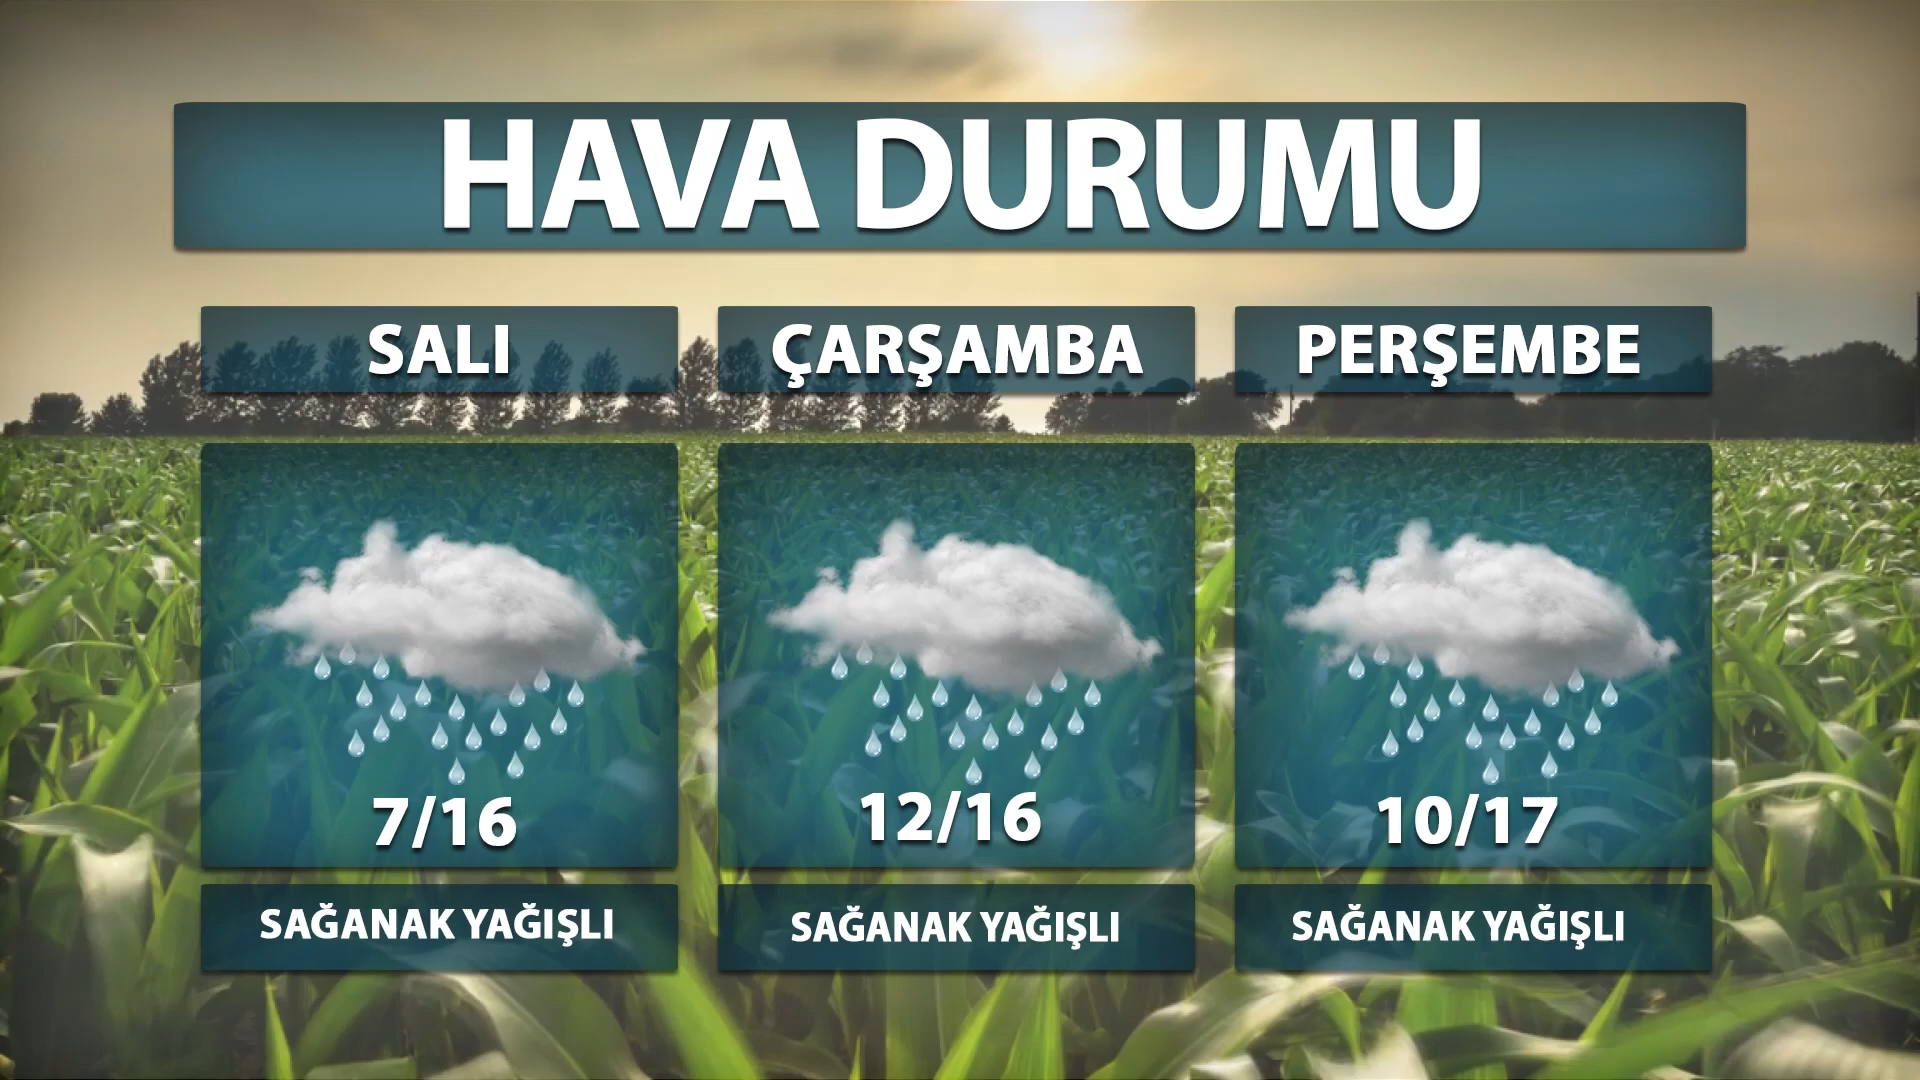 HAVA DURUMU
SALI
ÇARŞAMBA
PERŞEMBE
7/16
12/16
10/17
SAĞANAK YAĞIŞLI
SAĞANAK YAĞIŞLI
SAĞANAK YAĞIŞLI